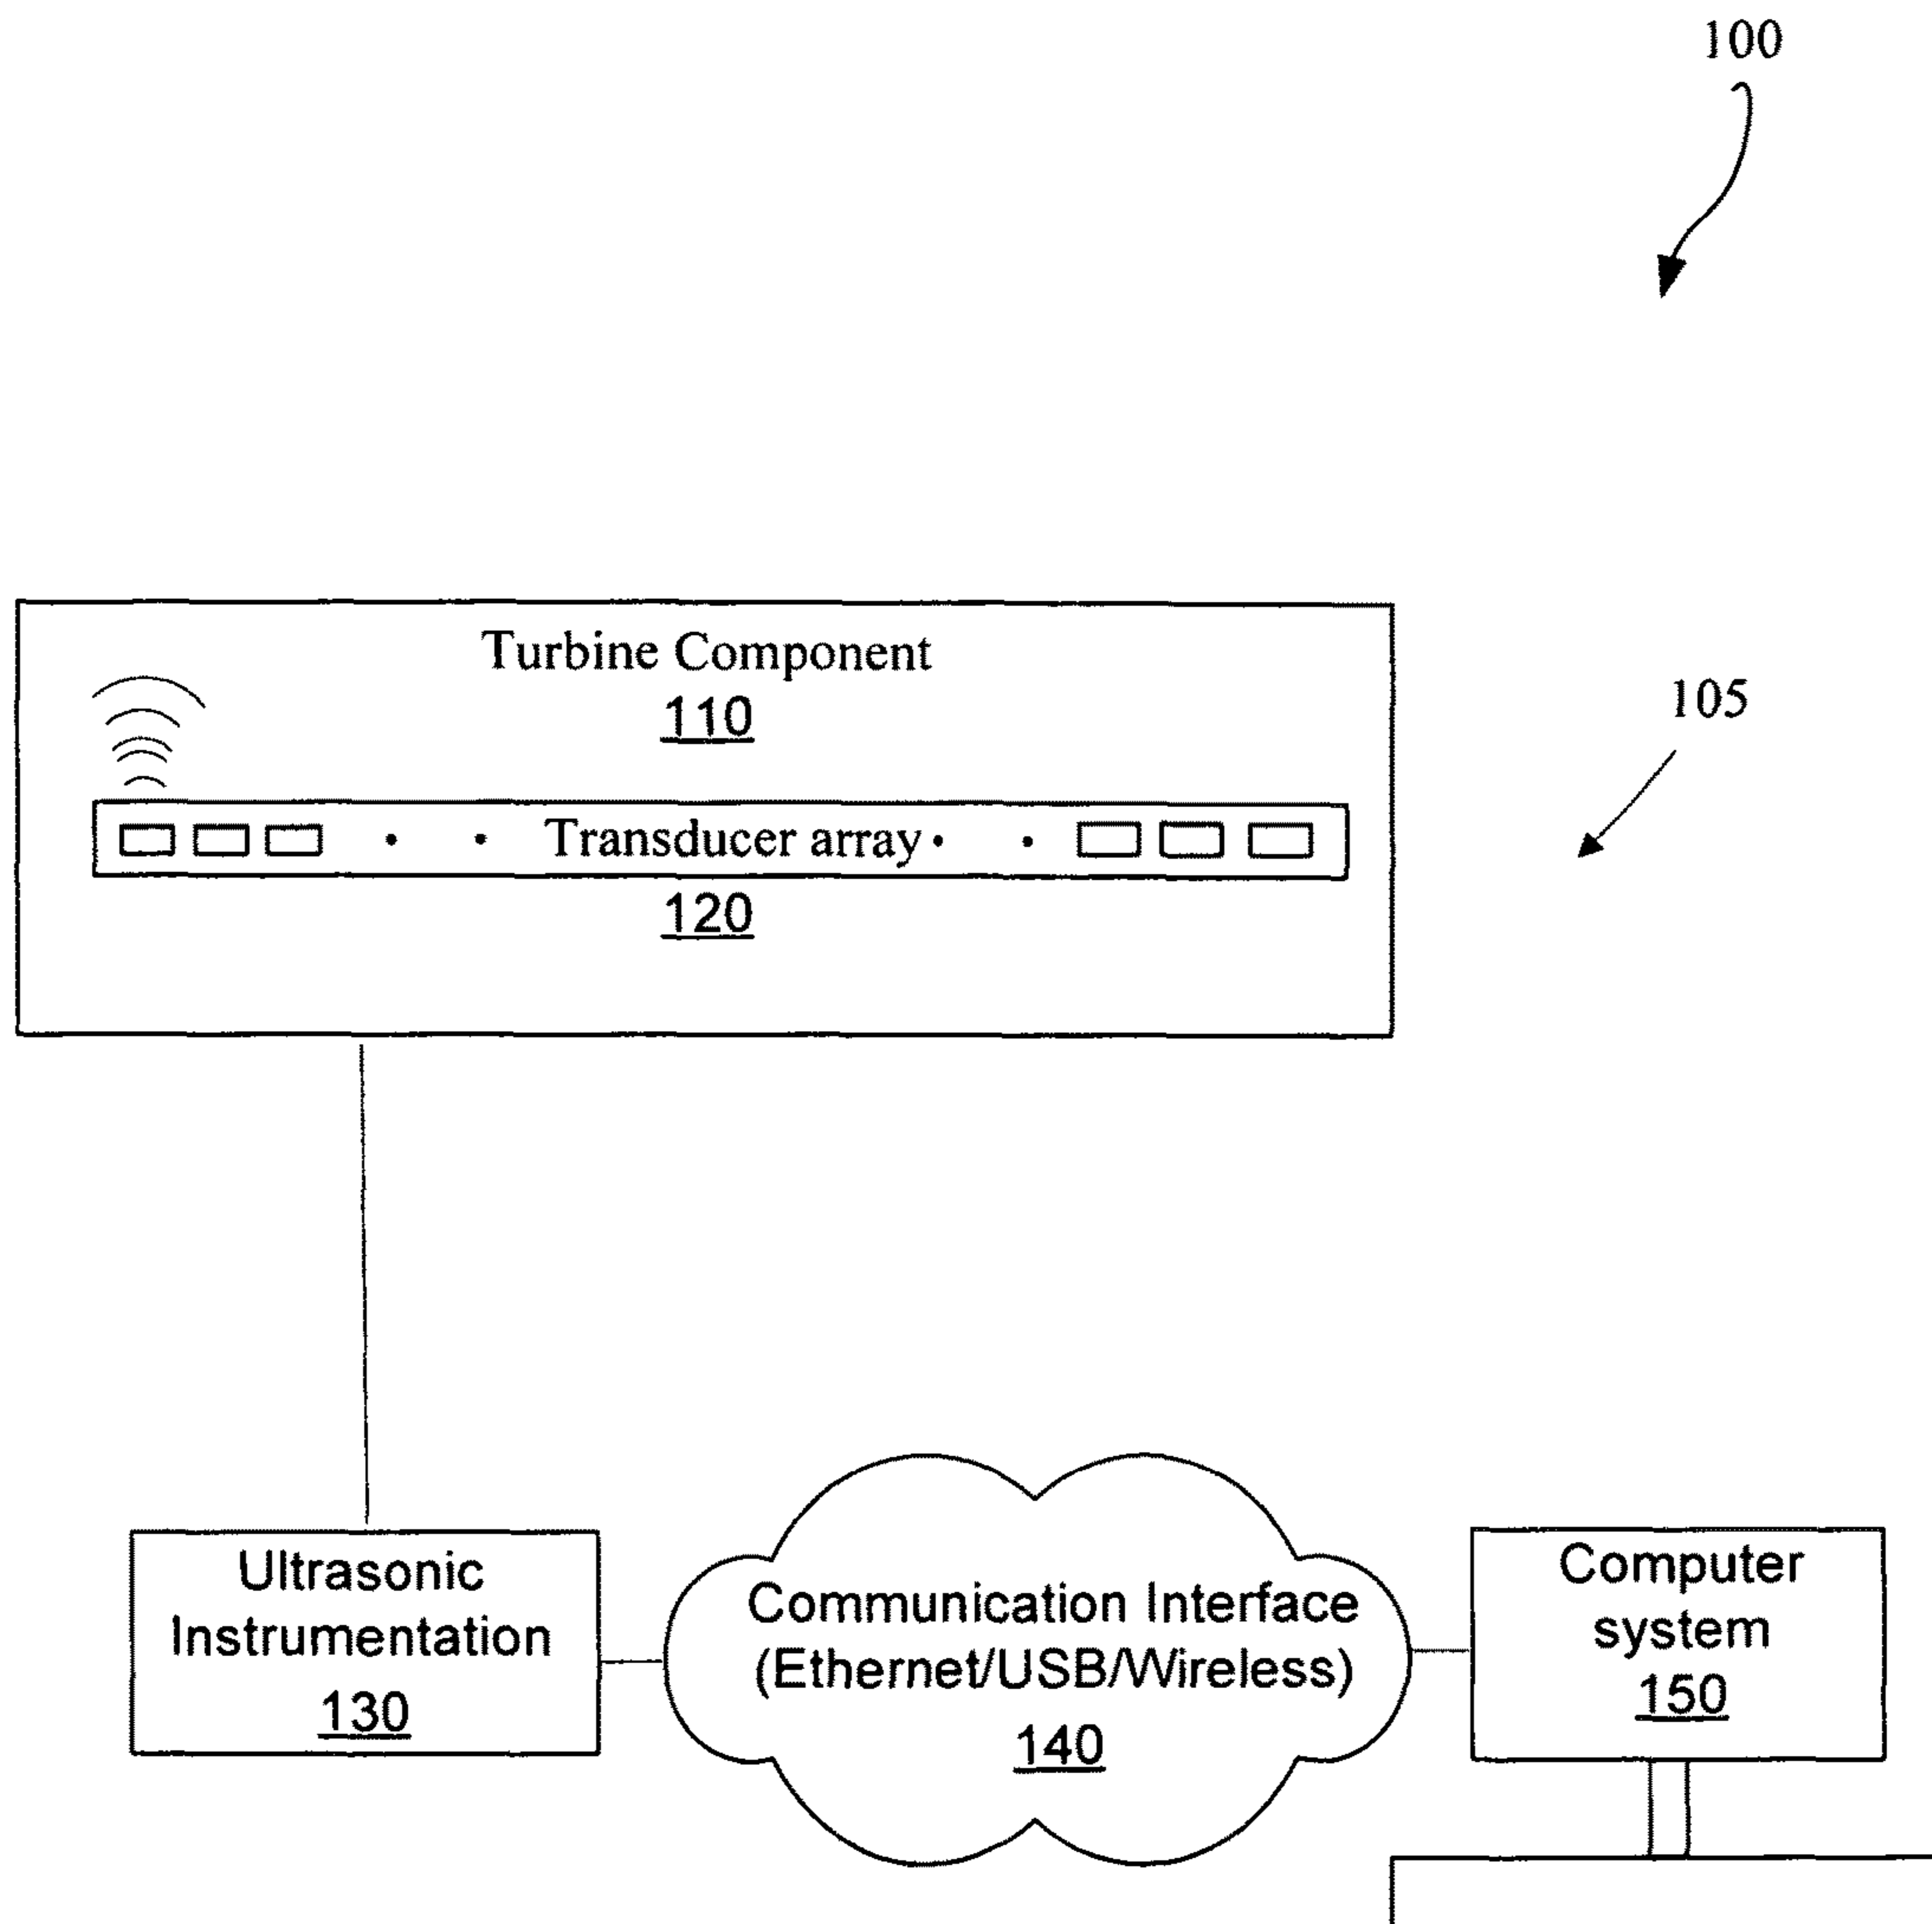 100
Turbine Component
110
105
Transducer array
120
Ultrasonic
Instrumentation
130
Communication Interface
(Ethernet/USB/Wireless)
140
Computer
system
150